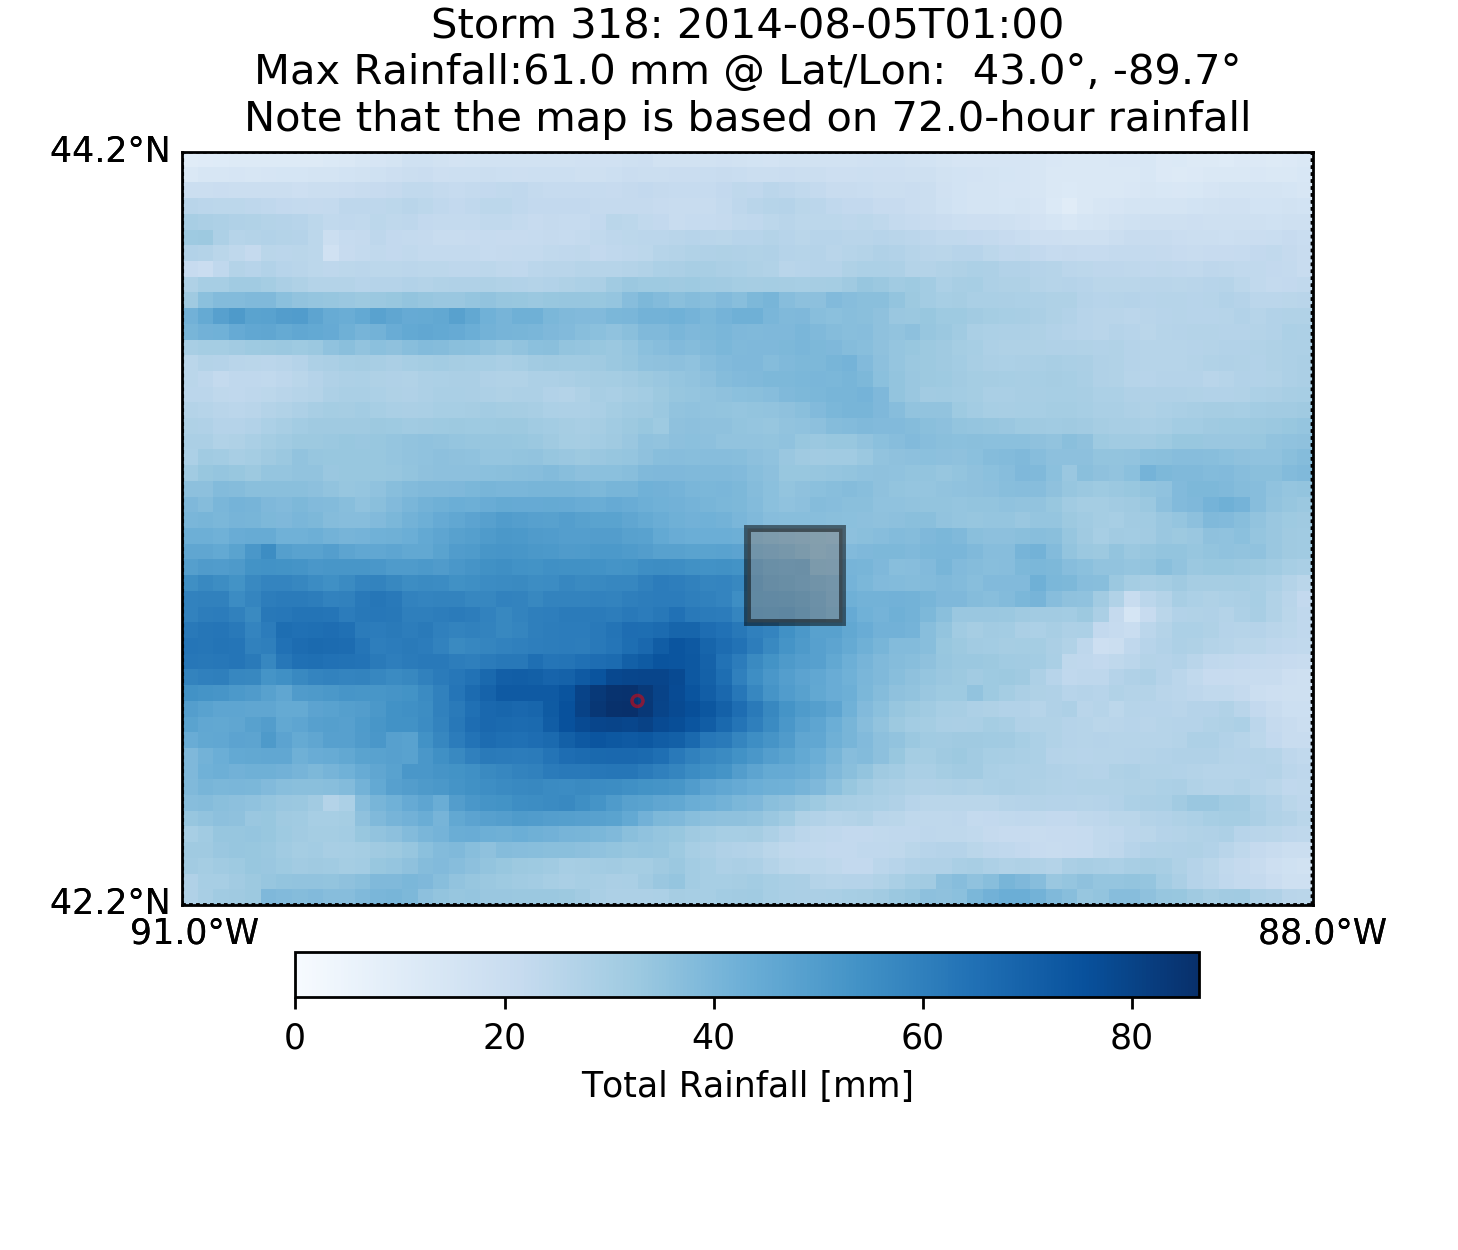 Storm 318: 2014-08-05T01:00
Max Rainfall:61.0 mm @ Lat/Lon:  43.0°, -89.7°
Note that the map is based on 72.0-hour rainfall
44.2°N
42.2°N
91.0°W 88.0°W
0 20 40 60 80
Total Rainfall [mm]